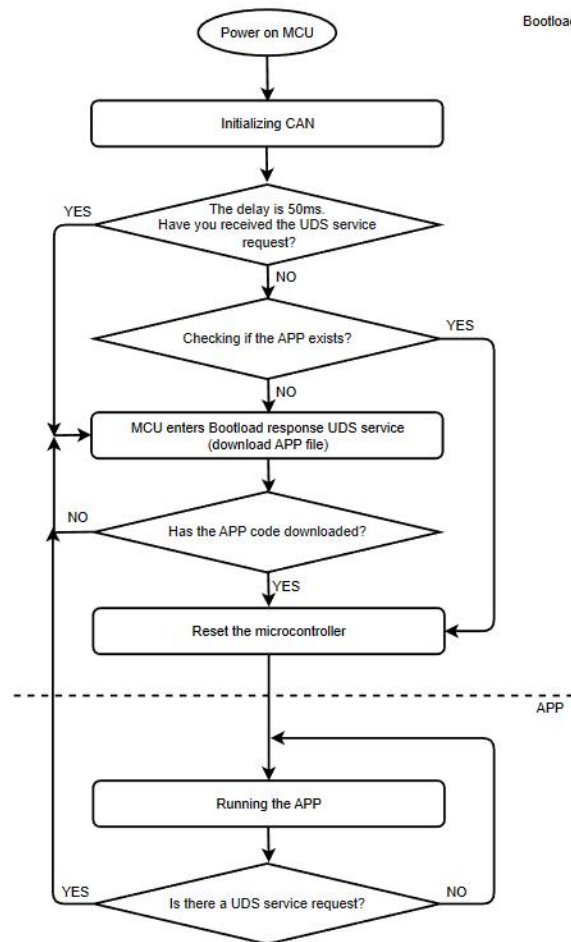 Power on MCU
Bootload
Initializing CAN
YES
The delay is 50ms.
Have you received the UDS service
request?
NO
Checking if the APP exists?
YES
NO
MCU enters Bootload response UDS service
(download APP file)
NO
Has the APP code downloaded?
YES
Reset the microcontroller
APP
Running the APP
YES
Is there a UDS service request?
NO